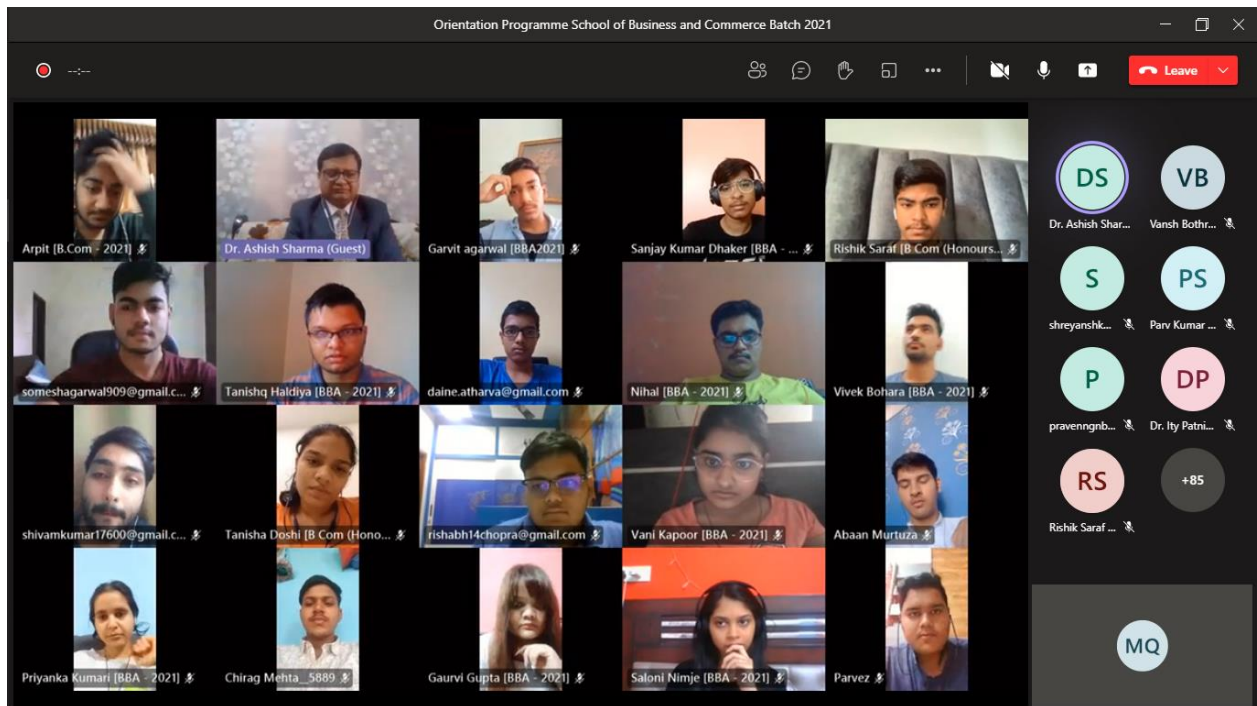 Orientation Programme School of Business and Commerce Batch 2021
--:--
Leave
Arpit [B.Com - 2021]
Dr. Ashish Sharma (Guest)
Garvit agarwal [BBA2021]
Sanjay Kumar Dhaker [BBA - ...
Rishik Saraf [B Com (Honours...
someshagarwal909@gmail.c...
Tanishq Haldiya [BBA - 2021]
daine.atharva@gmail.com
Nihal [BBA - 2021]
Vivek Bohara [BBA - 2021]
shivamkumar17600@gmail.c...
Tanisha Doshi [B Com (Hono...
rishabh14chopra@gmail.com
Vani Kapoor [BBA - 2021]
Abaan Murtuza
Priyanka Kumari [BBA - 2021]
Chirag Mehta_5889
Gaurvi Gupta [BBA - 2021]
Saloni Nimje [BBA - 2021]
Parvez
DS
VB
Dr. Ashish Shar...
Vansh Bothr...
S
PS
shreyanshk...
Parv Kumar ...
P
DP
pravenngnb...
Dr. Ity Patni...
RS
+85
Rishik Saraf ...
MQ